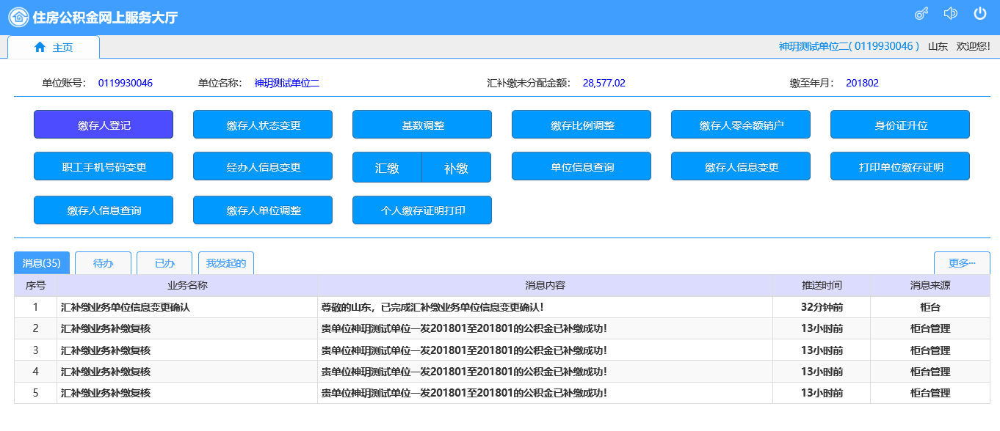 住房公积金网上服务大厅
主页 神玥测试单位二( 0119930046 ) 山东 欢迎您!
单位账号: 0119930046 单位名称: 神玥测试单位二 汇补缴未分配金额: 28,577.02 缴至年月: 201802
缴存人登记 缴存人状态变更 基数调整 缴存比例调整 缴存人零余额销户 身份证升位
职工手机号码变更 经办人信息变更 汇缴 补缴 单位信息查询 缴存人信息变更 打印单位缴存证明
缴存人信息查询 缴存人单位调整 个人缴存证明打印
消息(35) 待办 已办 我发起的 更多···
序号 业务名称 消息内容 推送时间 消息来源
1 汇补缴业务单位信息变更确认 尊敬的山东，已完成汇补缴业务单位信息变更确认! 32分钟前 柜台
2 汇补缴业务补缴复核 贵单位神玥测试单位一发201801至201801的公积金已补缴成功! 13小时前 柜台管理
3 汇补缴业务补缴复核 贵单位神玥测试单位一发201801至201801的公积金已补缴成功! 13小时前 柜台管理
4 汇补缴业务补缴复核 贵单位神玥测试单位一发201801至201801的公积金已补缴成功! 13小时前 柜台管理
5 汇补缴业务补缴复核 贵单位神玥测试单位一发201801至201801的公积金已补缴成功! 13小时前 柜台管理